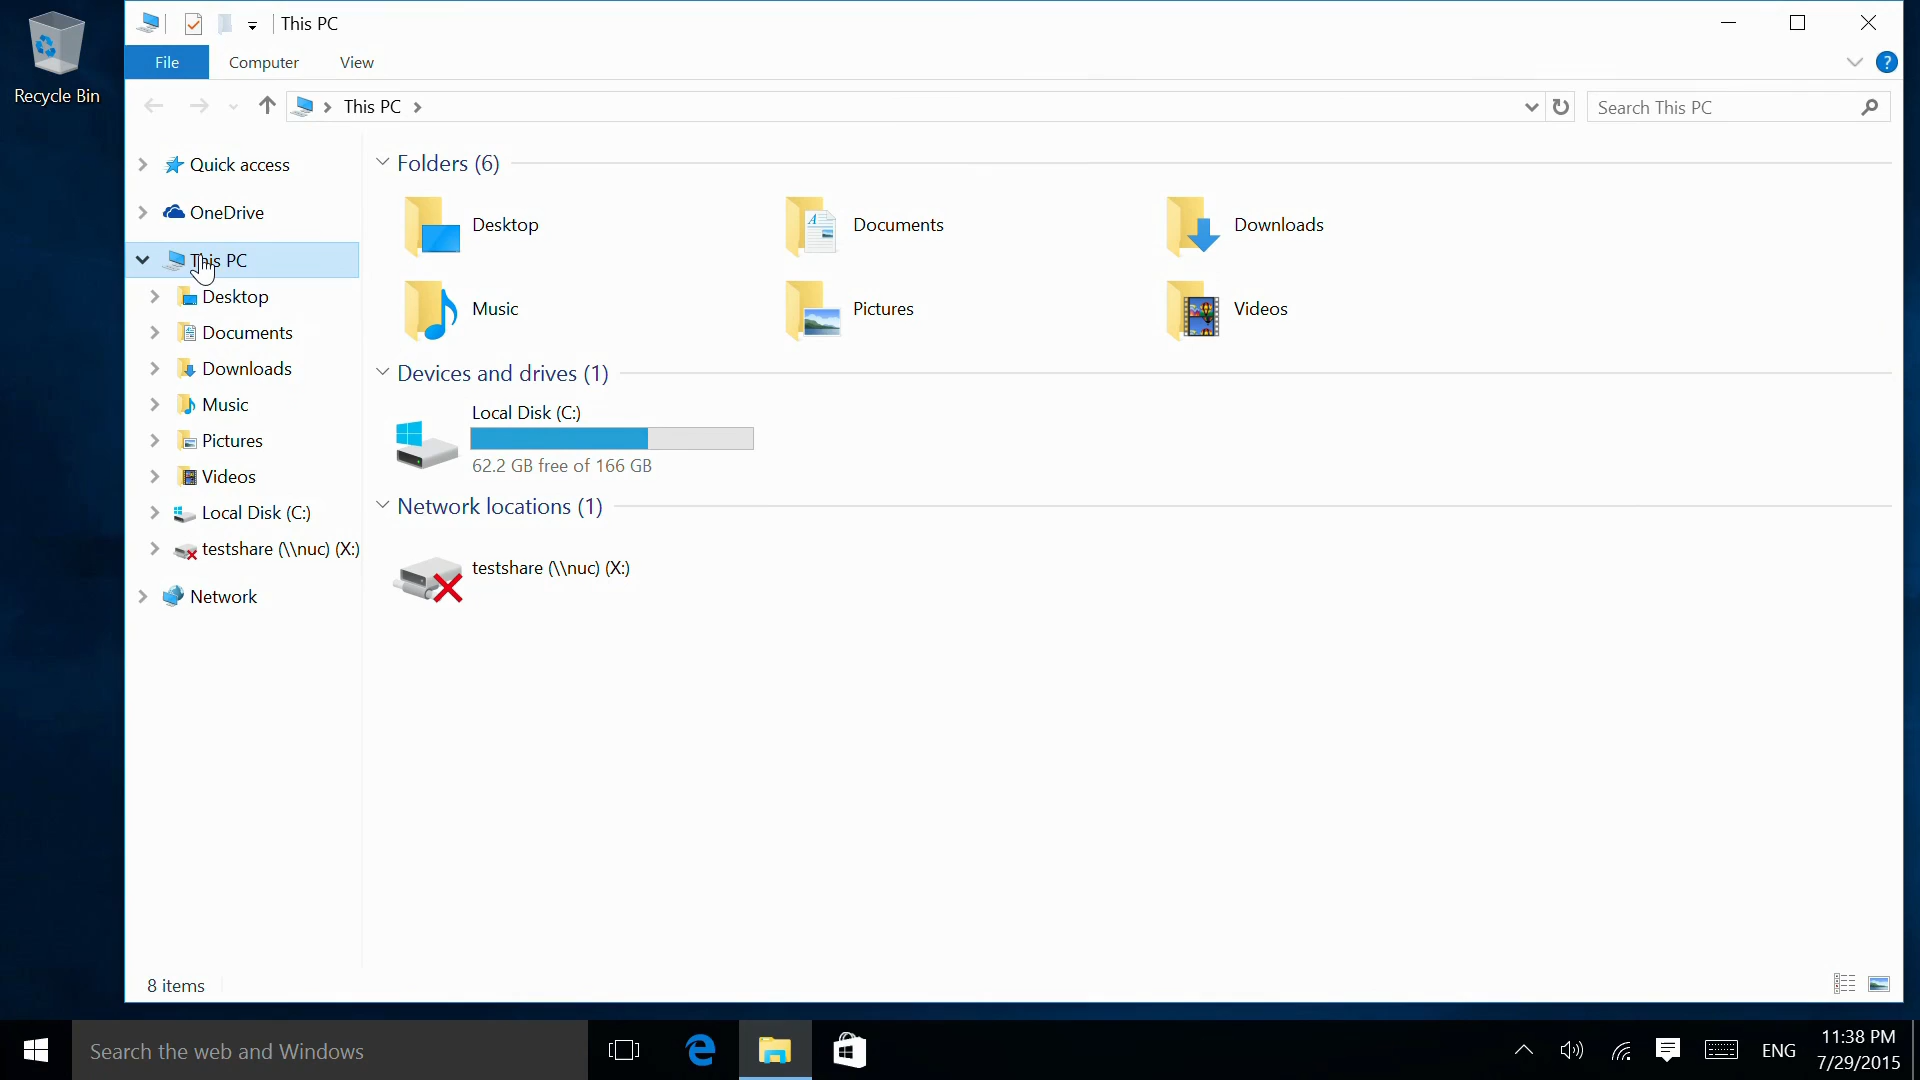 Recycle Bin
This PC
File Computer View
?
This PC
Search This PC
Quick access
OneDrive
This PC
Desktop
Documents
Downloads
Music
Pictures
Videos
Local Disk (C:)
testshare (\\nuc) (X:)
Network
Folders (6)
Desktop Documents Downloads
Music Pictures Videos
Devices and drives (1)
Local Disk (C:)
62.2 GB free of 166 GB
Network locations (1)
testshare (\\nuc) (X:)
8 items
Search the web and Windows
ENG
11:38 PM
7/29/2015